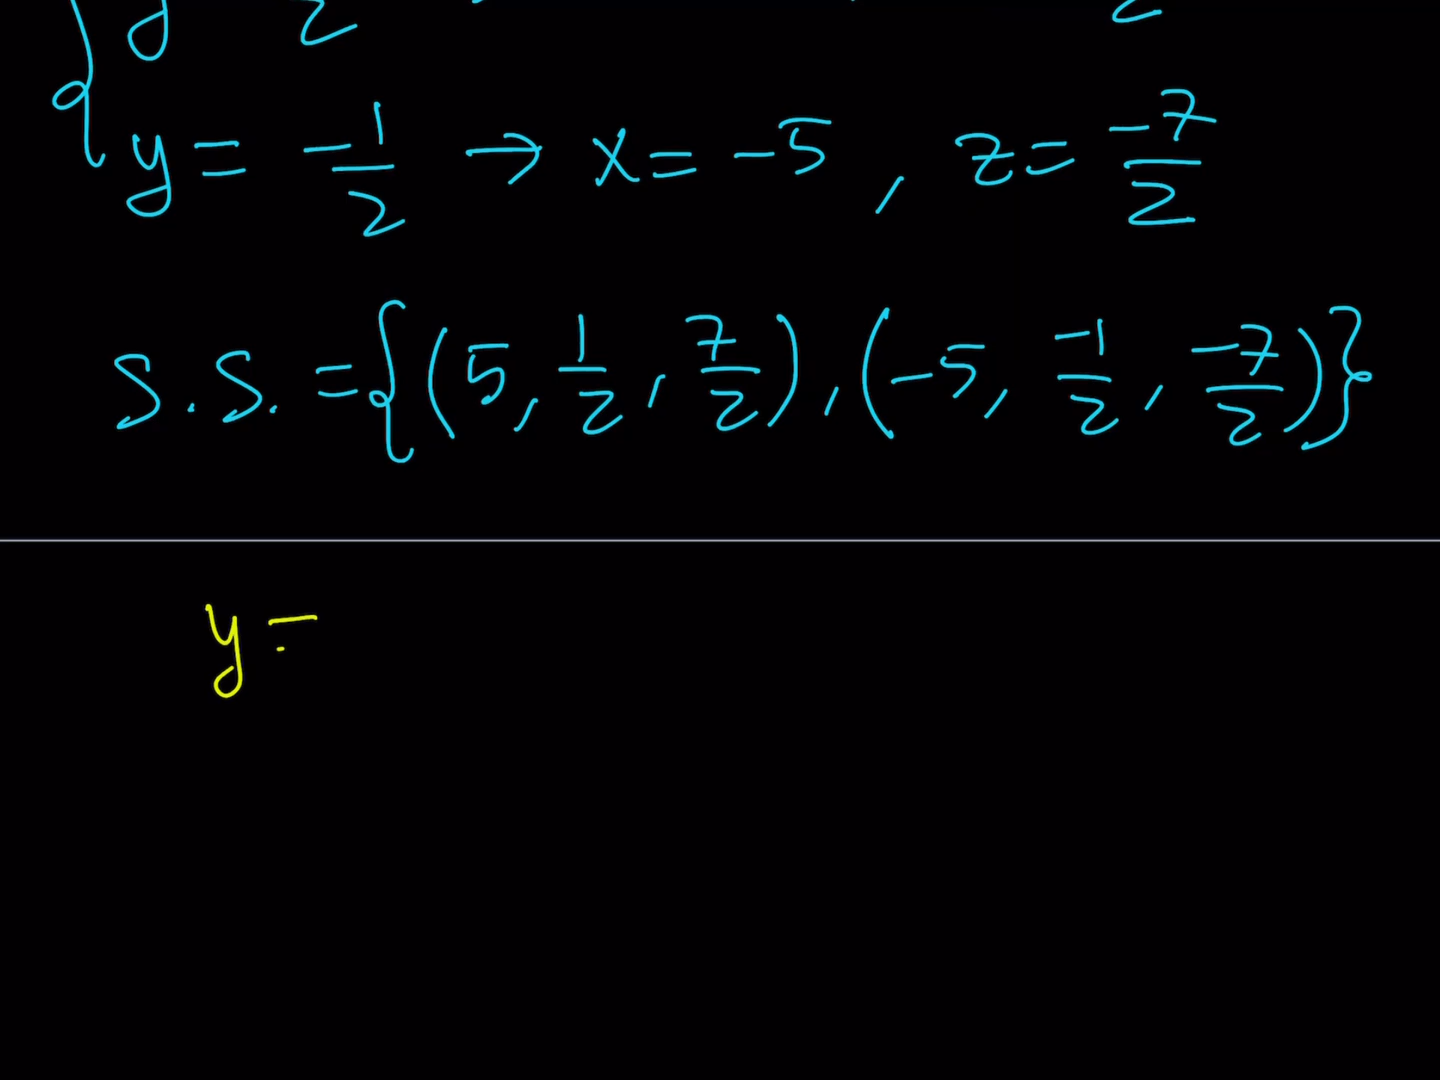 y = -1/2 → x = -5 , z = -7/2
S.S. = {(5, 1/2, 7/2), (-5, -1/2, -7/2)}
y =